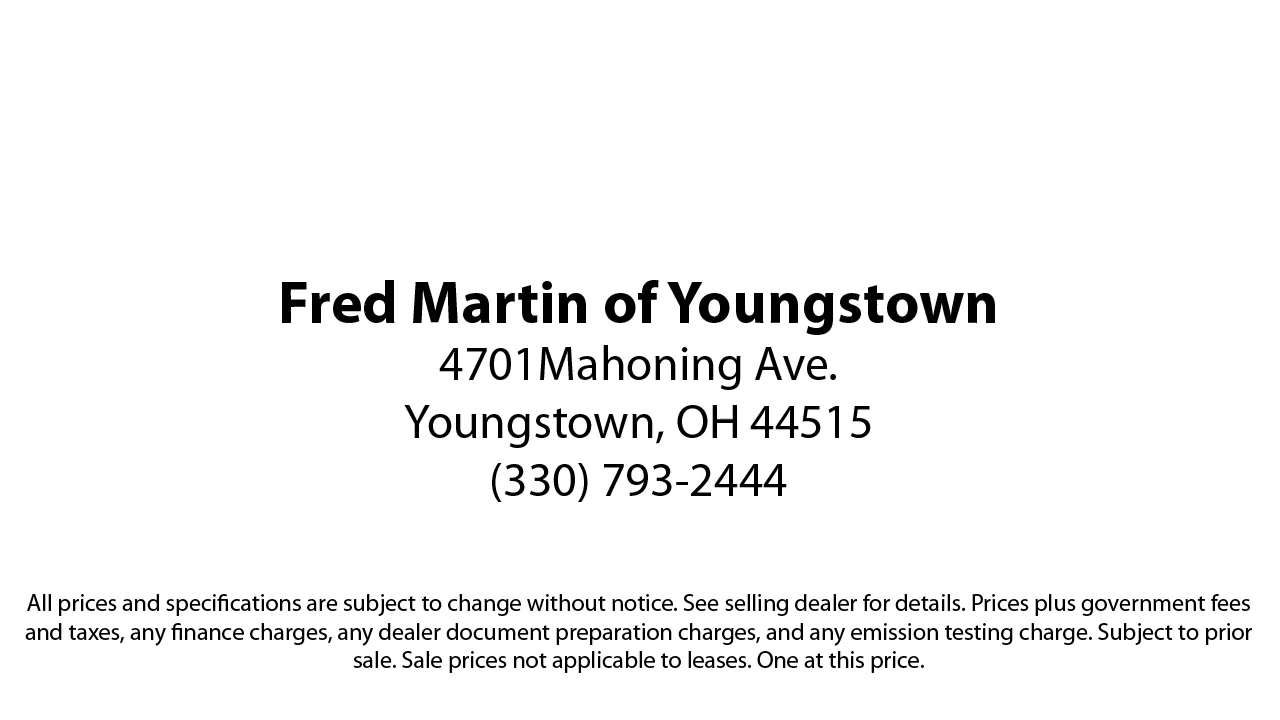 Fred Martin of Youngstown
4701Mahoning Ave.
Youngstown, OH 44515
(330) 793-2444
All prices and specifications are subject to change without notice. See selling dealer for details. Prices plus government fees
and taxes, any finance charges, any dealer document preparation charges, and any emission testing charge. Subject to prior
sale. Sale prices not applicable to leases. One at this price.